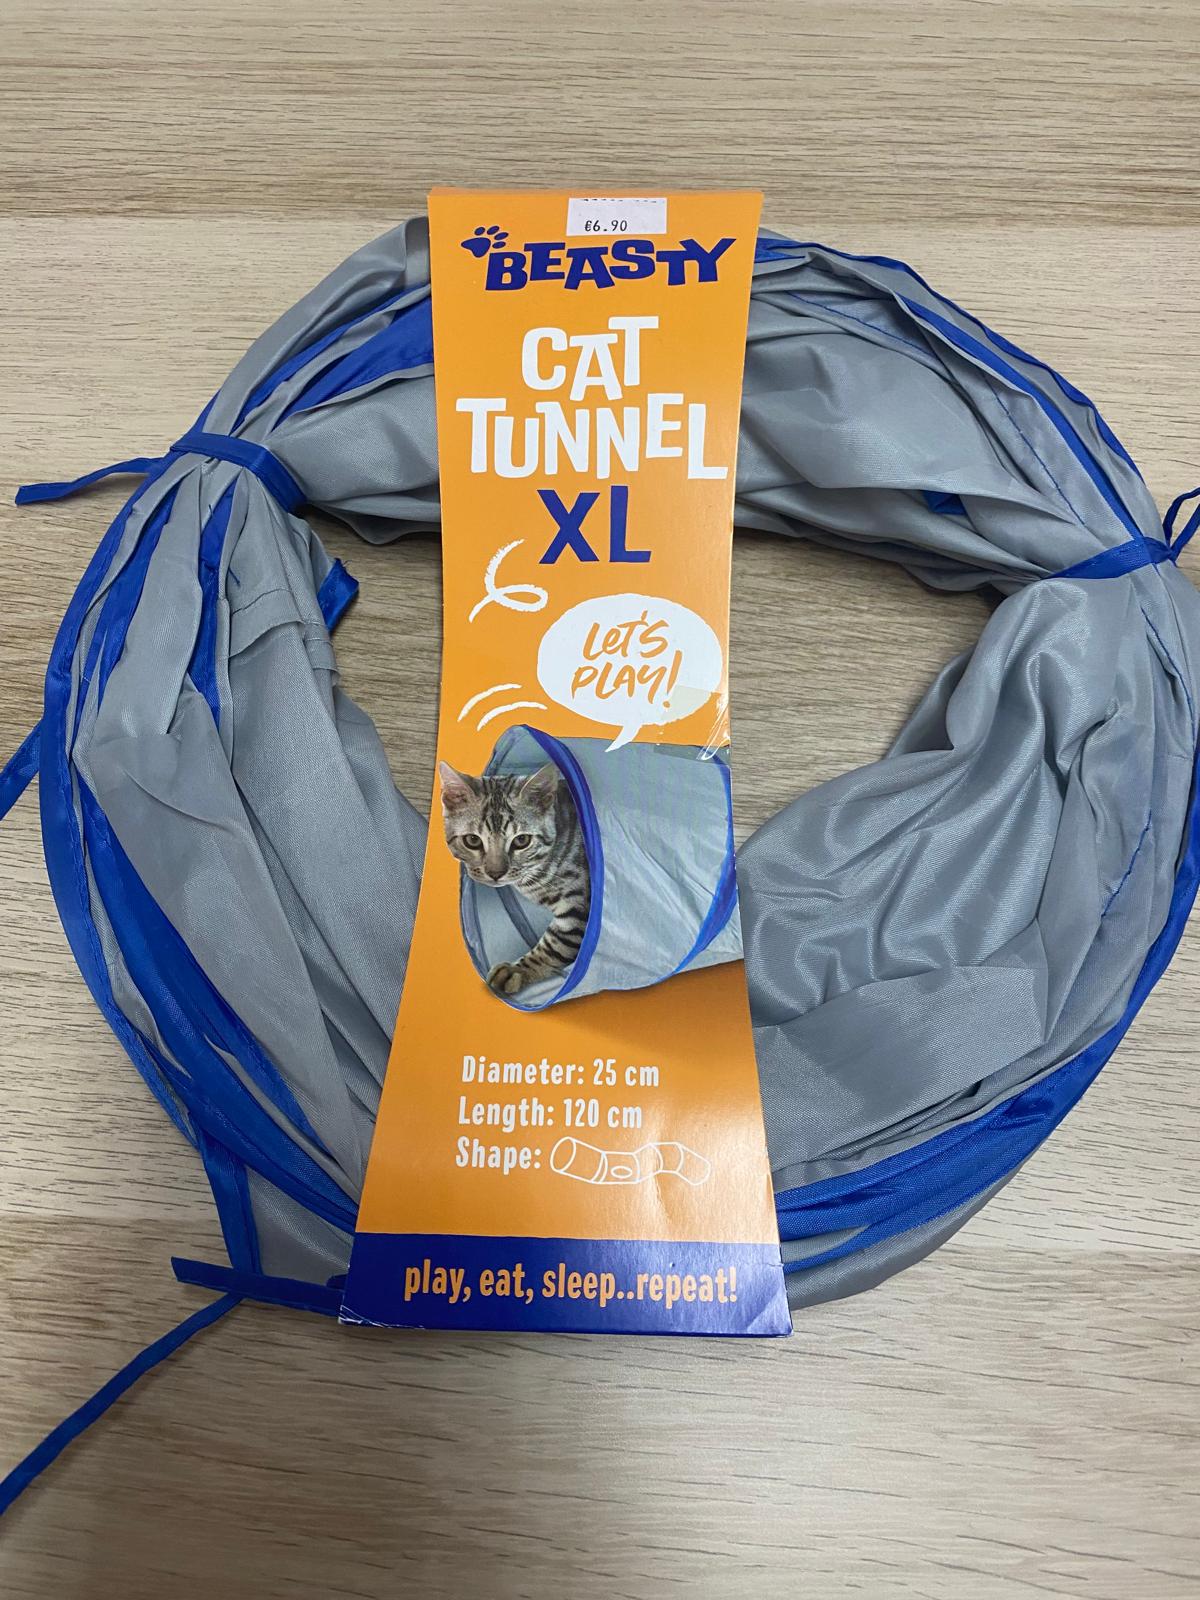 €6.90
BEASTY
CAT
TUNNEL
XL
LET'S
PLAY!
Diameter: 25 cm
Length: 120 cm
Shape:
play, eat, sleep..repeat!